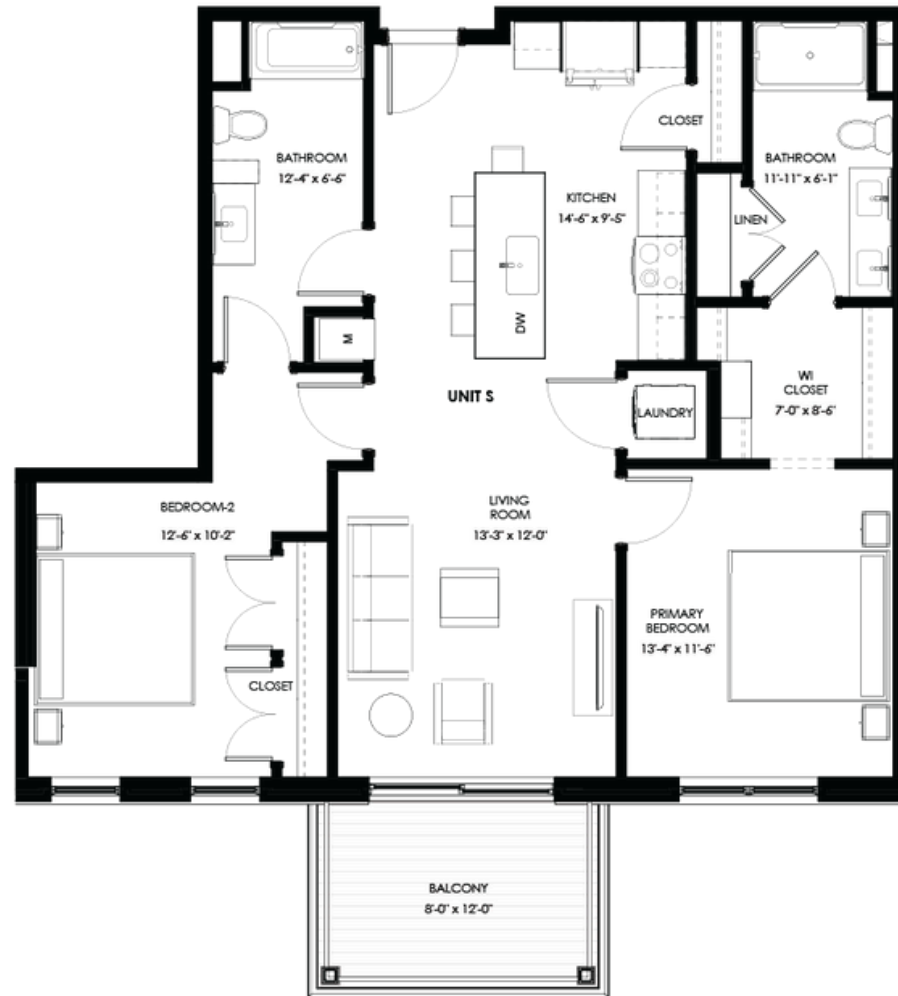 BATHROOM
12'-4" x 6'-6"
CLOSET
BATHROOM
11'-11" x 6'-1"
KITCHEN
14'-6" x 9'-5"
LINEN
DW
M
WI
CLOSET
7'-0" x 8'-6"
UNIT S
LAUNDRY
BEDROOM-2
12'-6" x 10'-2"
LIVING
ROOM
13'-3" x 12'-0"
PRIMARY
BEDROOM
13'-4" x 11'-6"
CLOSET
BALCONY
8'-0" x 12'-0"